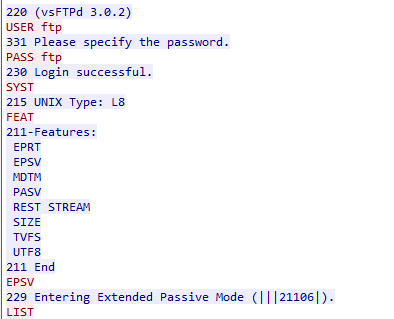 220 (vsFTPd 3.0.2)
USER ftp
331 Please specify the password.
PASS ftp
230 Login successful.
SYST
215 UNIX Type: L8
FEAT
211-Features:
 EPRT
 EPSV
 MDTM
 PASV
 REST STREAM
 SIZE
 TVFS
 UTF8
211 End
EPSV
229 Entering Extended Passive Mode (|||21106|).
LIST